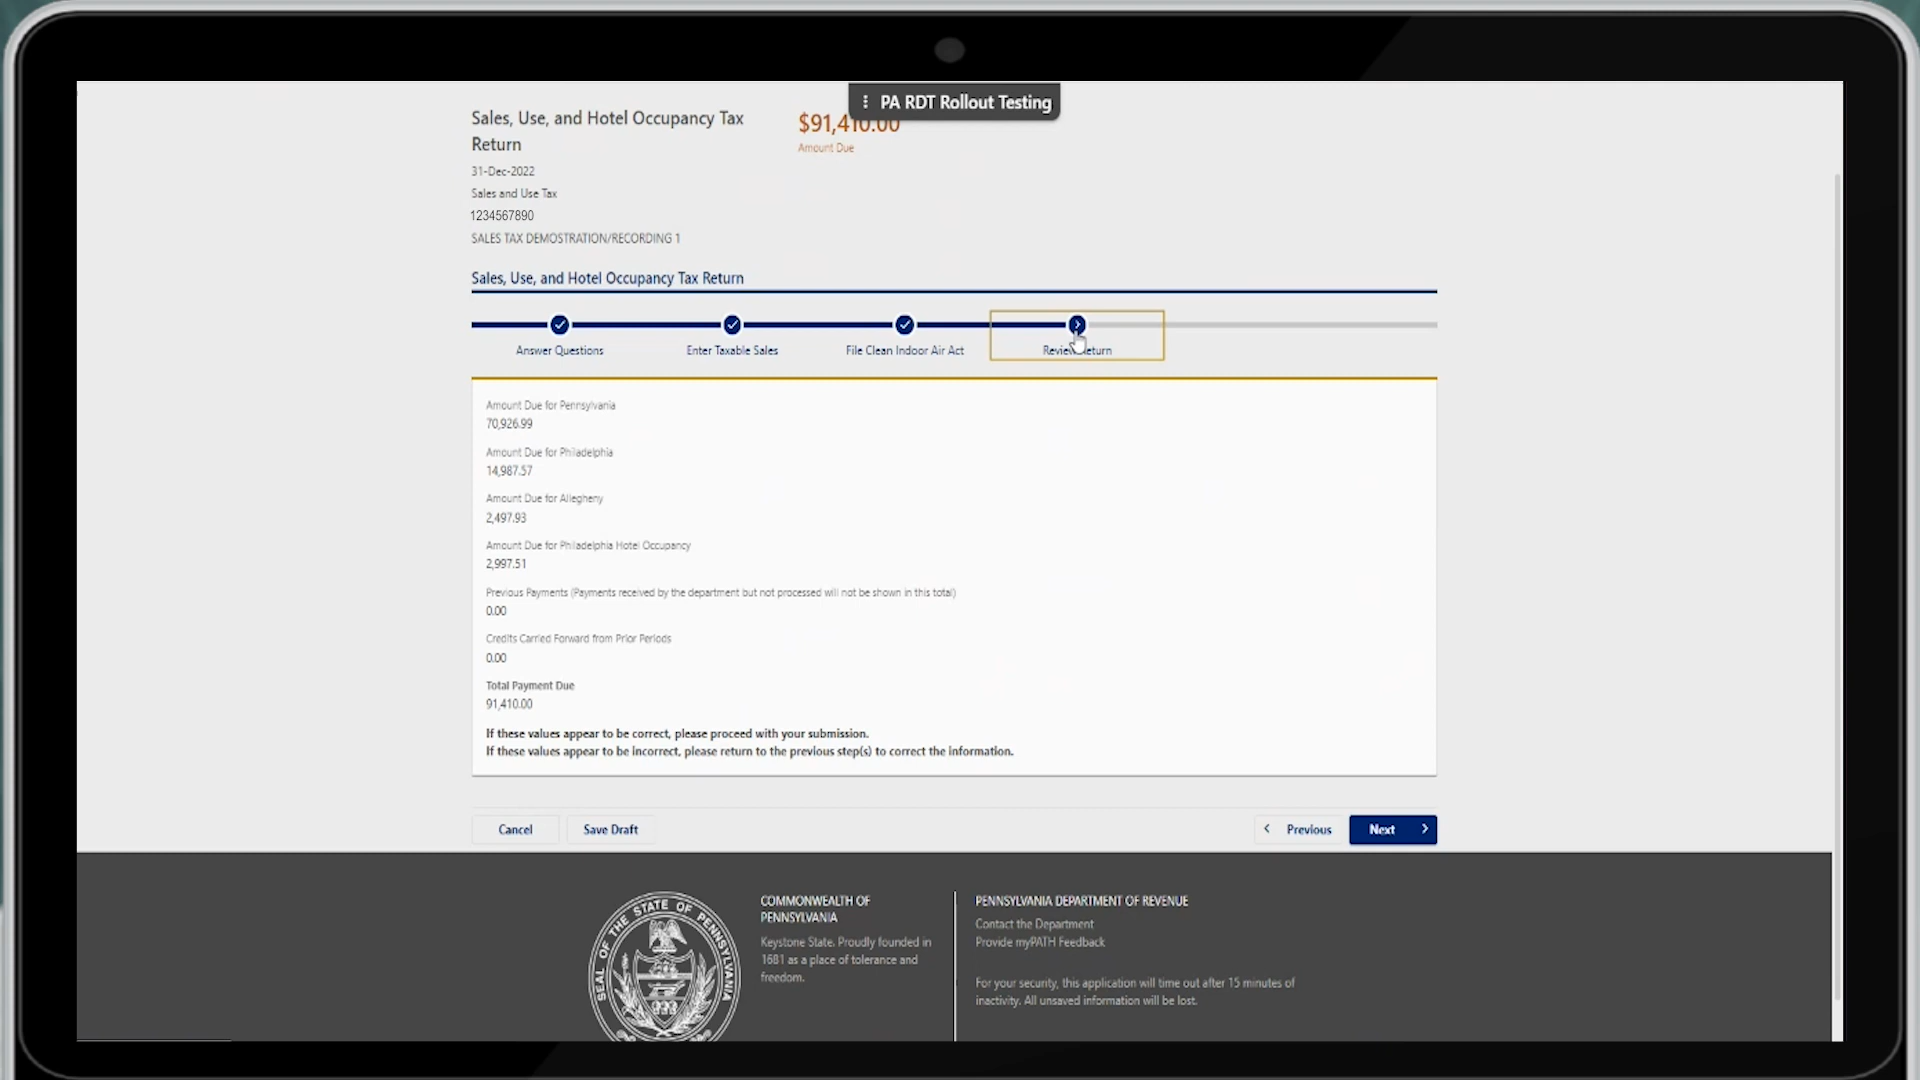 PA RDT Rollout Testing
Sales, Use, and Hotel Occupancy Tax
Return
$91,410.00
Amount Due
31-Dec-2022
Sales and Use Tax
1234567890
SALES TAX DEMOSTRATION/RECORDING 1
Sales, Use, and Hotel Occupancy Tax Return
Answer Questions
Enter Taxable Sales
File Clean Indoor Air Act
Review Return
Amount Due for Pennsylvania
70,926.99
Amount Due for Philadelphia
14,987.57
Amount Due for Allegheny
2,497.93
Amount Due for Philadelphia Hotel Occupancy
2,997.51
Previous Payments (Payments received by the department but not processed will not be shown in this total)
0.00
Credits Carried Forward from Prior Periods
0.00
Total Payment Due
91,410.00
If these values appear to be correct, please proceed with your submission.
If these values appear to be incorrect, please return to the previous step(s) to correct the information.
Cancel
Save Draft
Previous
Next
SEAL OF THE STATE OF PENNSYLVANIA
COMMONWEALTH OF
PENNSYLVANIA
Keystone State. Proudly founded in
1681 as a place of tolerance and
freedom.
PENNSYLVANIA DEPARTMENT OF REVENUE
Contact the Department
Provide myPATH Feedback
For your security, this application will time out after 15 minutes of
inactivity. All unsaved information will be lost.